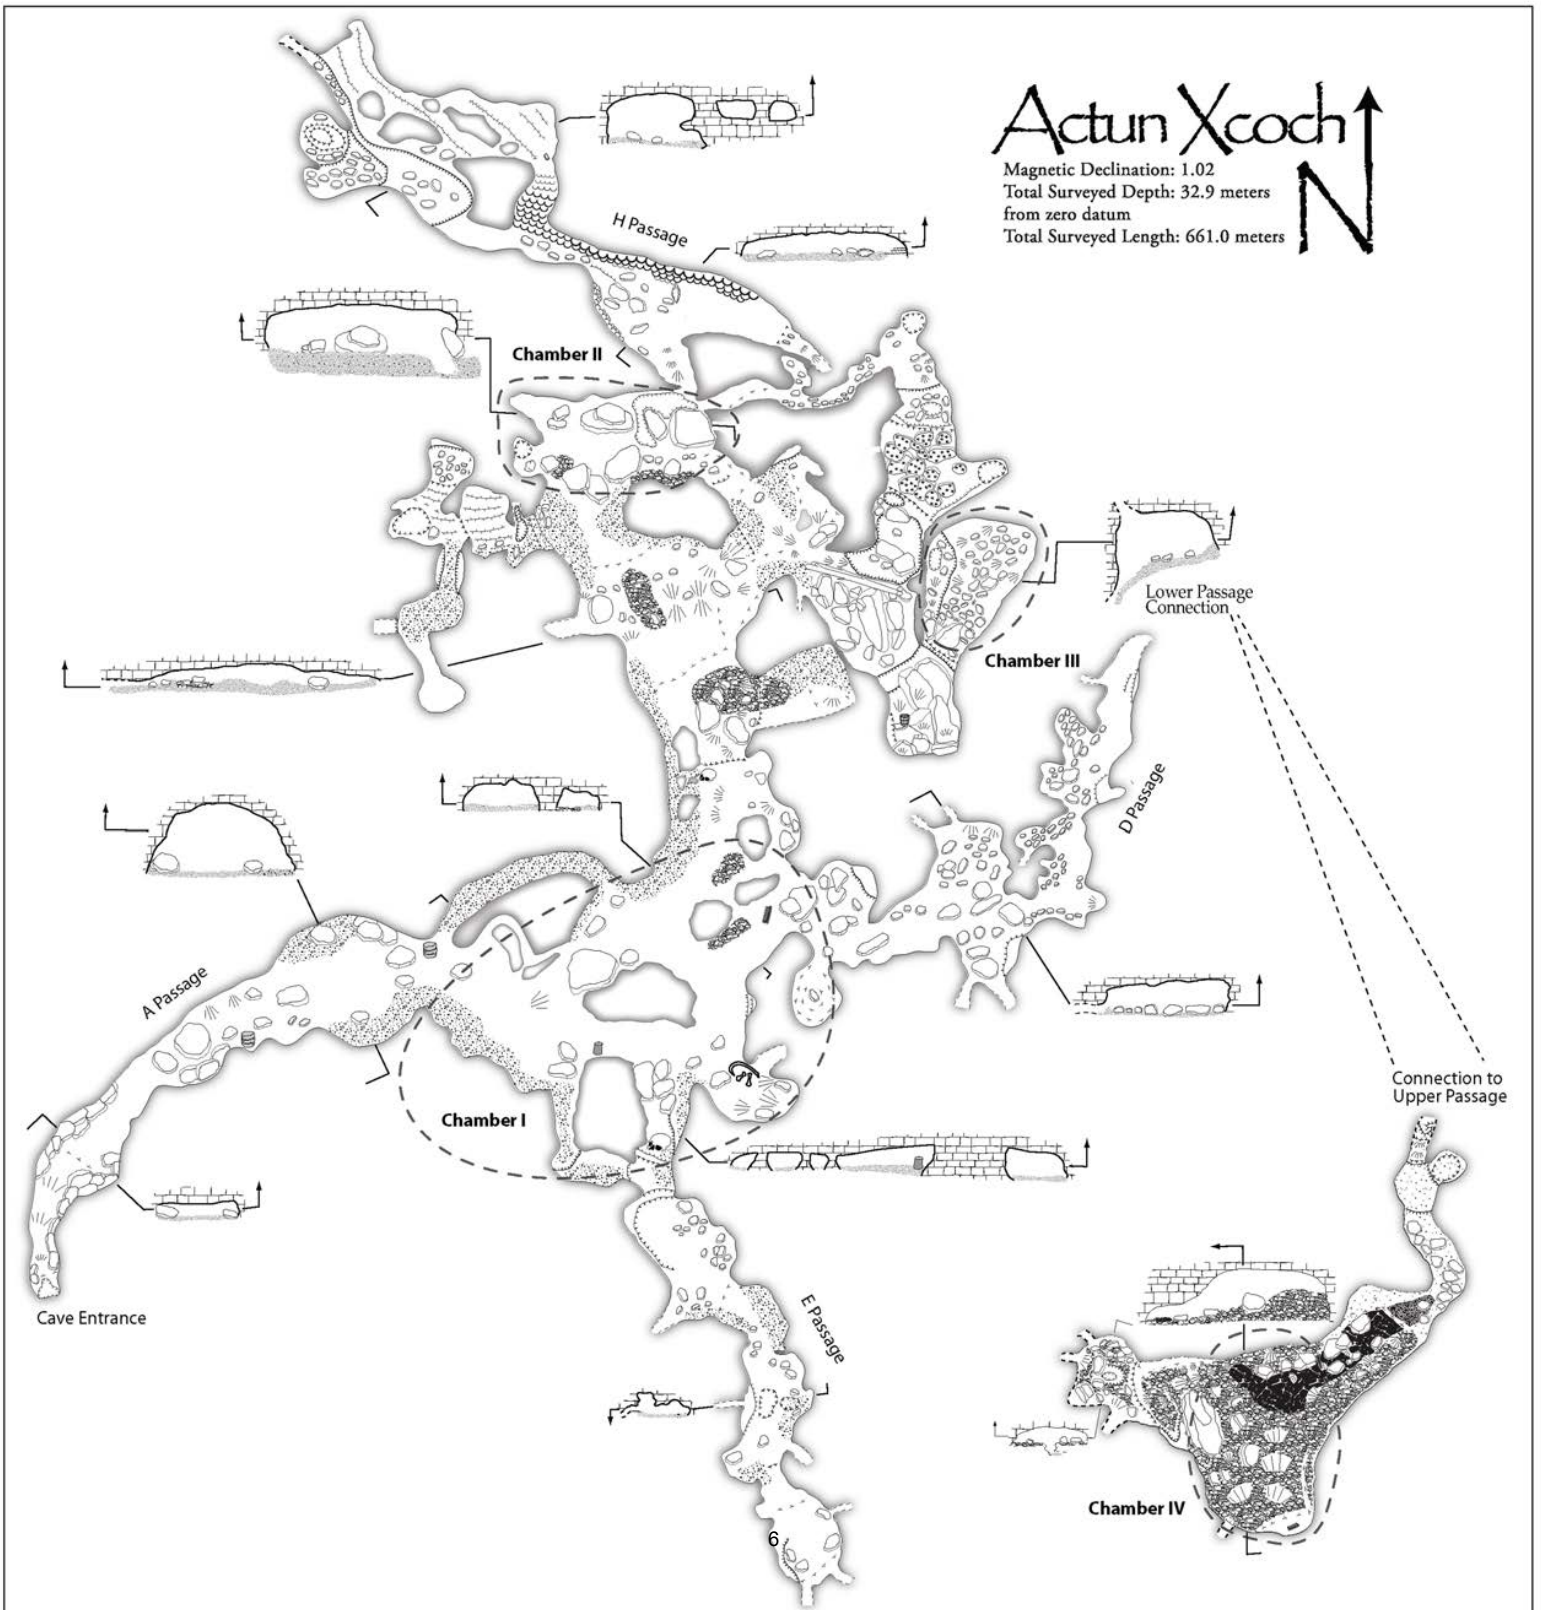 Actun Xcoch
N
Magnetic Declination: 1.02
Total Surveyed Depth: 32.9 meters
from zero datum
Total Surveyed Length: 661.0 meters
H Passage
Chamber II
Lower Passage
Connection
Chamber III
D Passage
A Passage
Connection to
Upper Passage
Chamber I
Cave Entrance
E Passage
Chamber IV
6